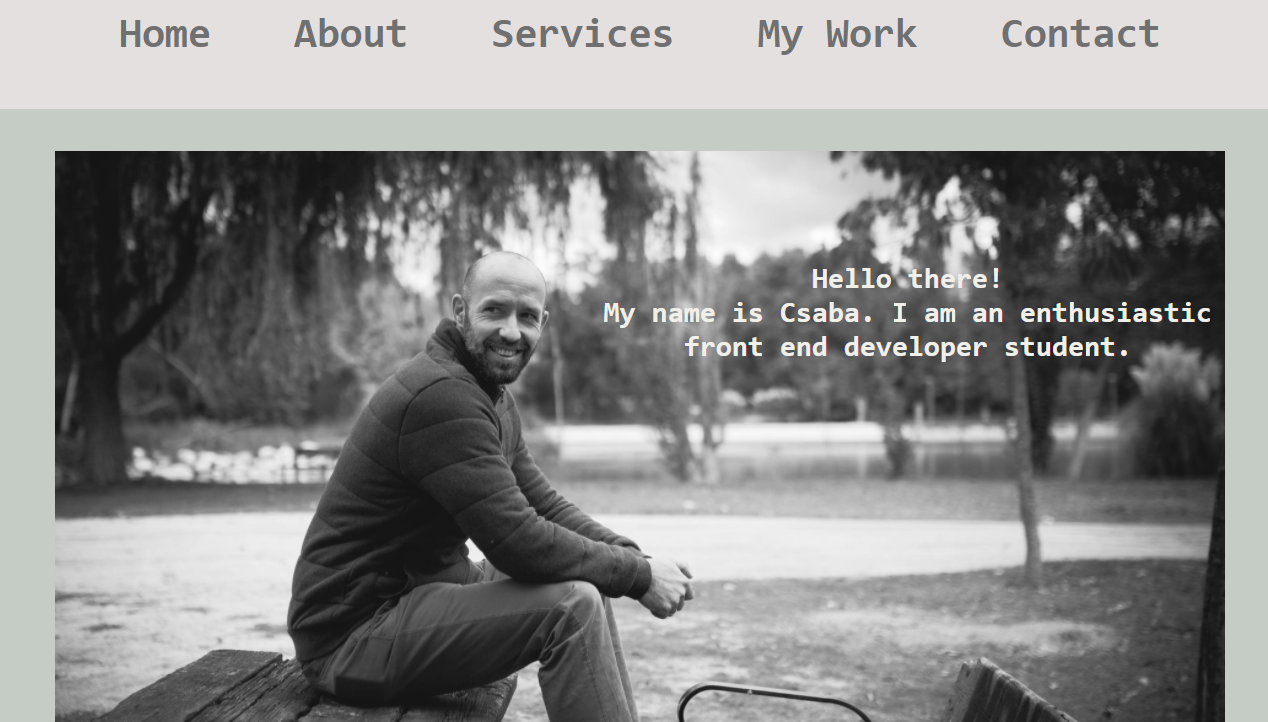 Home About Services My Work Contact
Hello there!
My name is Csaba. I am an enthusiastic
front end developer student.